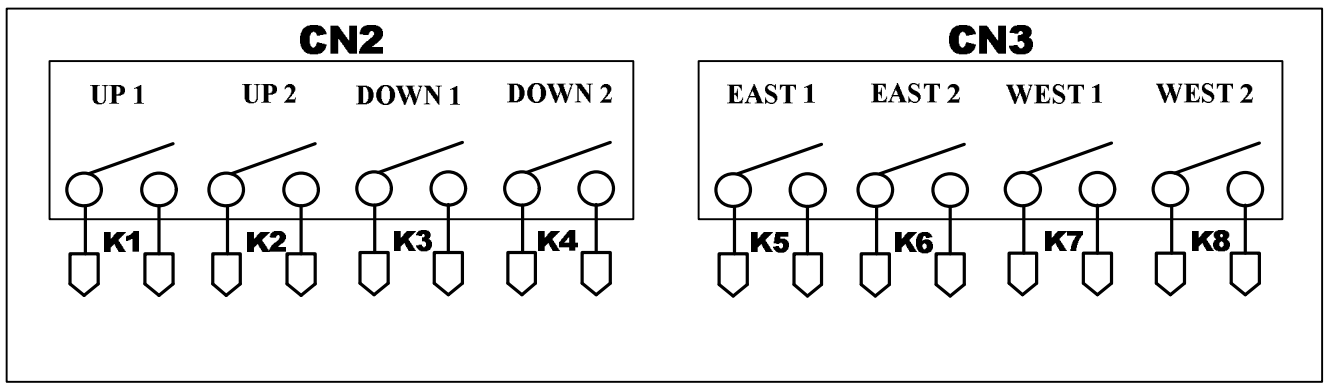 CN2 CN3
UP 1 UP 2 DOWN 1 DOWN 2 EAST 1 EAST 2 WEST 1 WEST 2
K1 K2 K3 K4 K5 K6 K7 K8